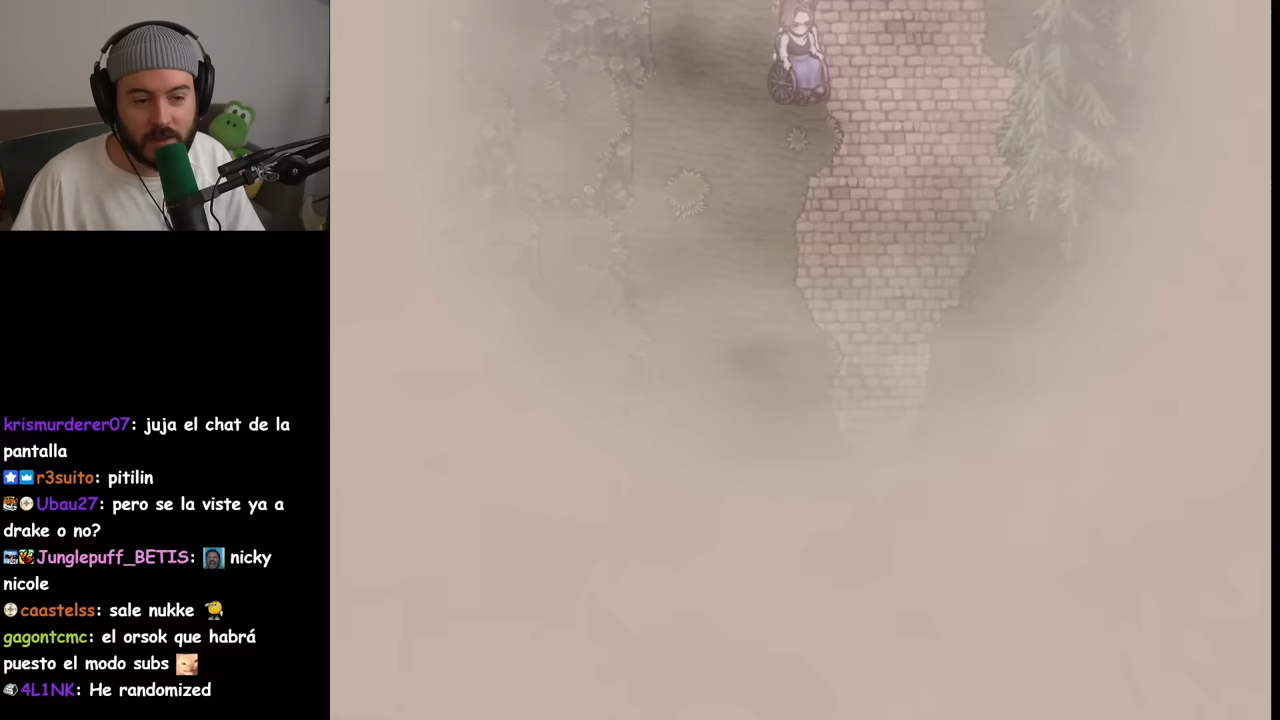 krismurderer07: juja el chat de la
pantalla
r3suito: pitilin
Ubau27: pero se la viste ya a
drake o no?
Junglepuff_BETIS: nicky
nicole
caastelss: sale nukke
gagontcmc: el orsok que habrá
puesto el modo subs
4L1NK: He randomized